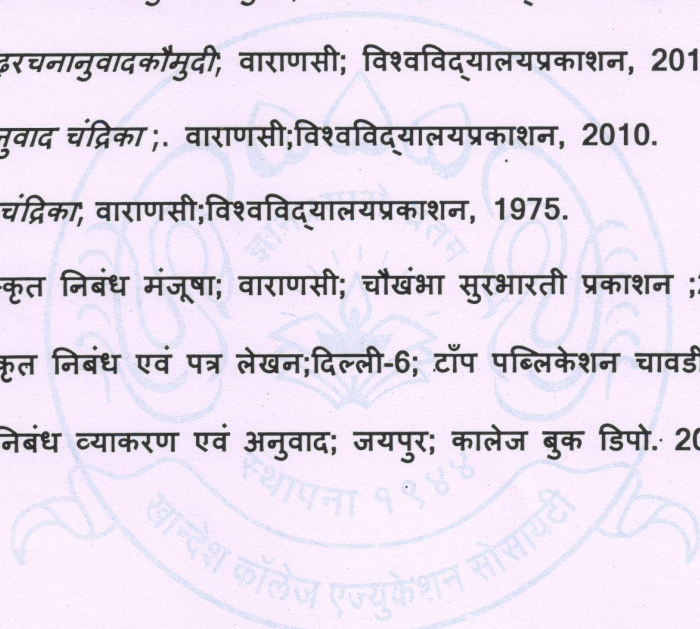 ढ़रचनानुवादकौमुदी; वाराणसी; विश्वविद्यालयप्रकाशन, 201
नुवाद चंद्रिका ;. वाराणसी;विश्वविद्यालयप्रकाशन, 2010.
चंद्रिका; वाराणसी;विश्वविद्यालयप्रकाशन, 1975.
स्कृत निबंध मंजूषा; वाराणसी; चौखंभा सुरभारती प्रकाशन ;
कृत निबंध एवं पत्र लेखन;दिल्ली-6; टाँप पब्लिकेशन चावडी
निबंध व्याकरण एवं अनुवाद; जयपुर; कालेज बुक डिपो. 20
स्थापना १९४४
खान्देश कॉलेज एज्युकेशन सोसायटी